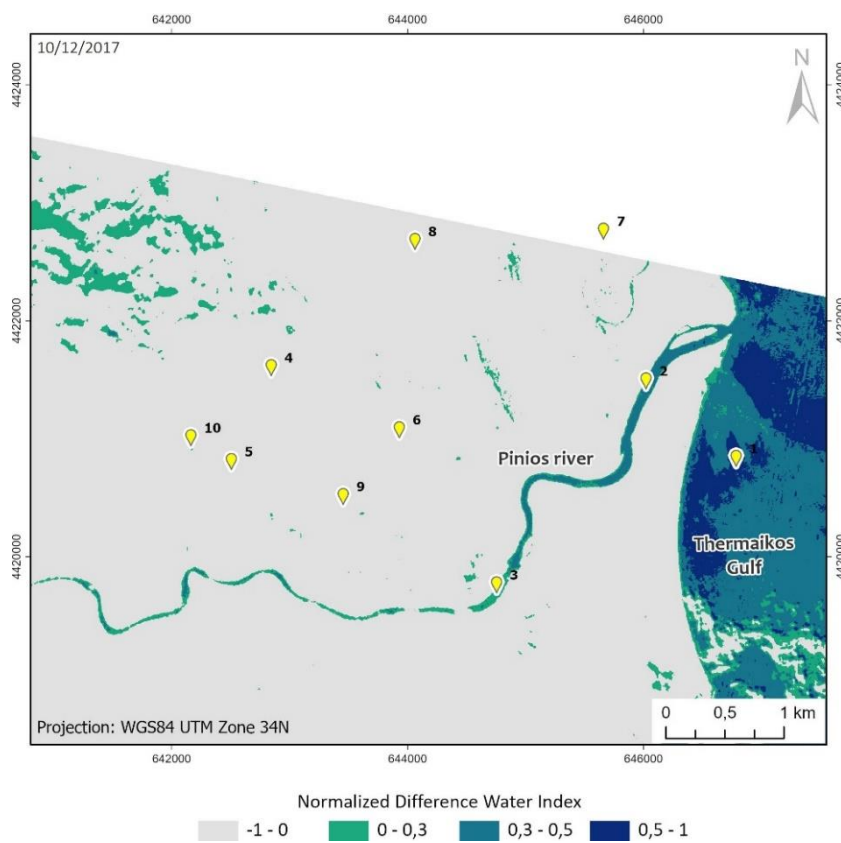 642000 644000 646000
10/12/2017
N
4424000 4424000
7
8
4422000 4422000
4
2
10
6
1
5
Pinios river
9
Thermaikos
Gulf
4420000 4420000
3
0 0,5 1 km
Projection: WGS84 UTM Zone 34N
642000 644000 646000
Normalized Difference Water Index
-1 - 0 0 - 0,3 0,3 - 0,5 0,5 - 1